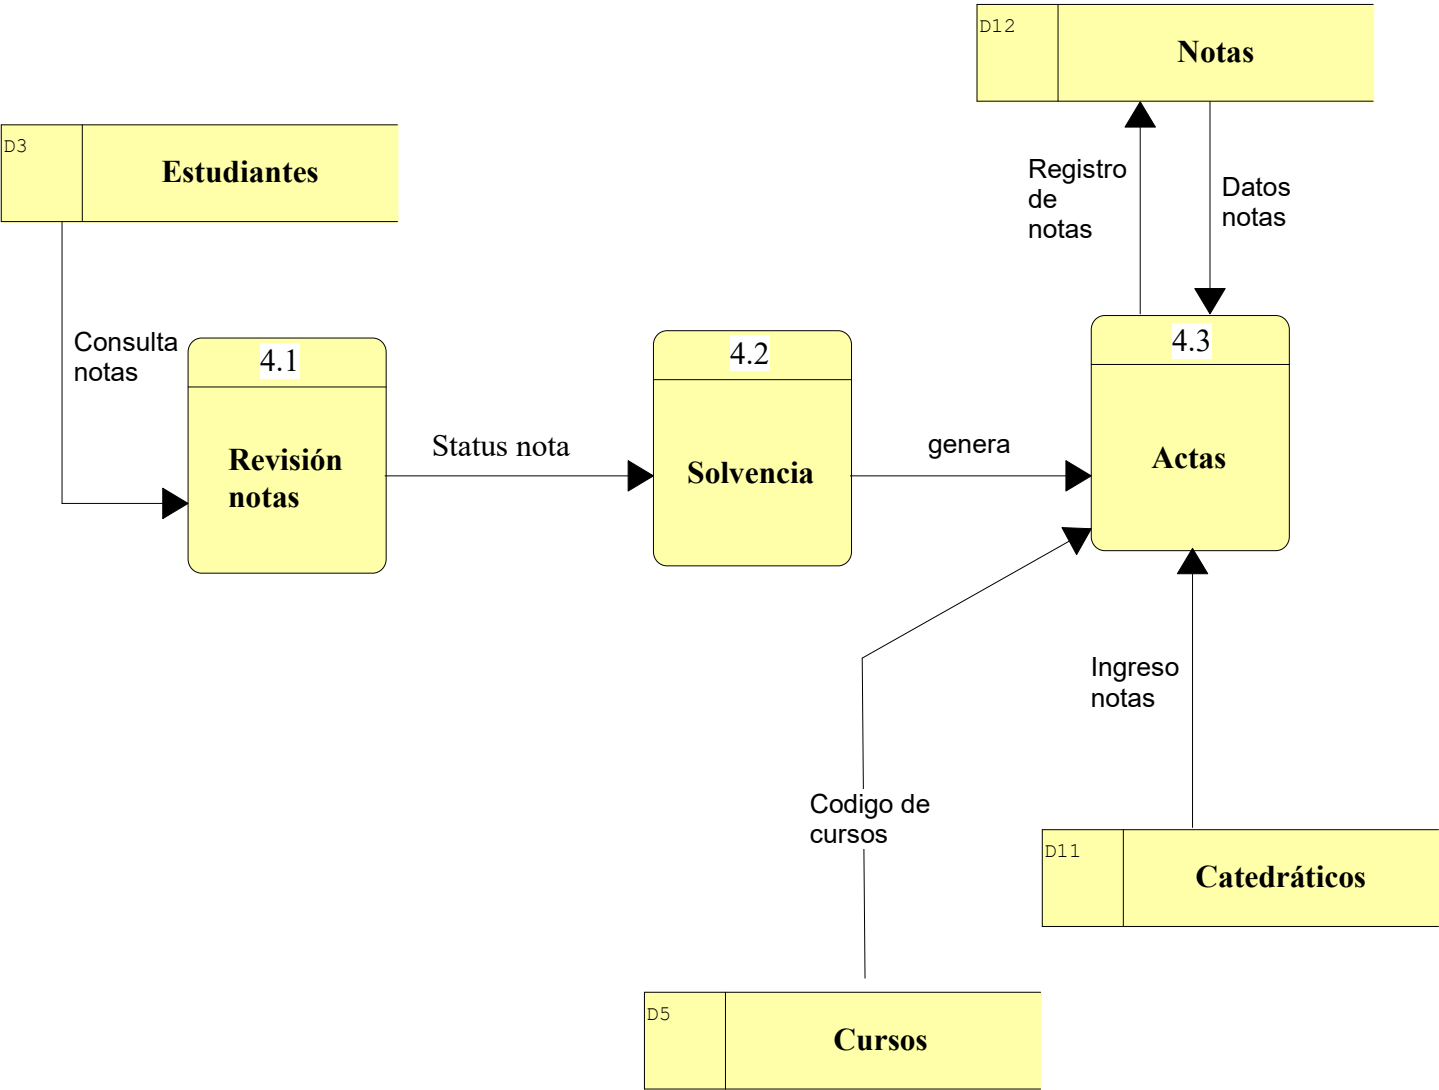 D12
Notas
D3
Estudiantes
Registro
de
notas
Datos
notas
Consulta
notas
4.1
Revisión
notas
Status nota
4.2
Solvencia
genera
4.3
Actas
Ingreso
notas
Codigo de
cursos
D11
Catedráticos
D5
Cursos